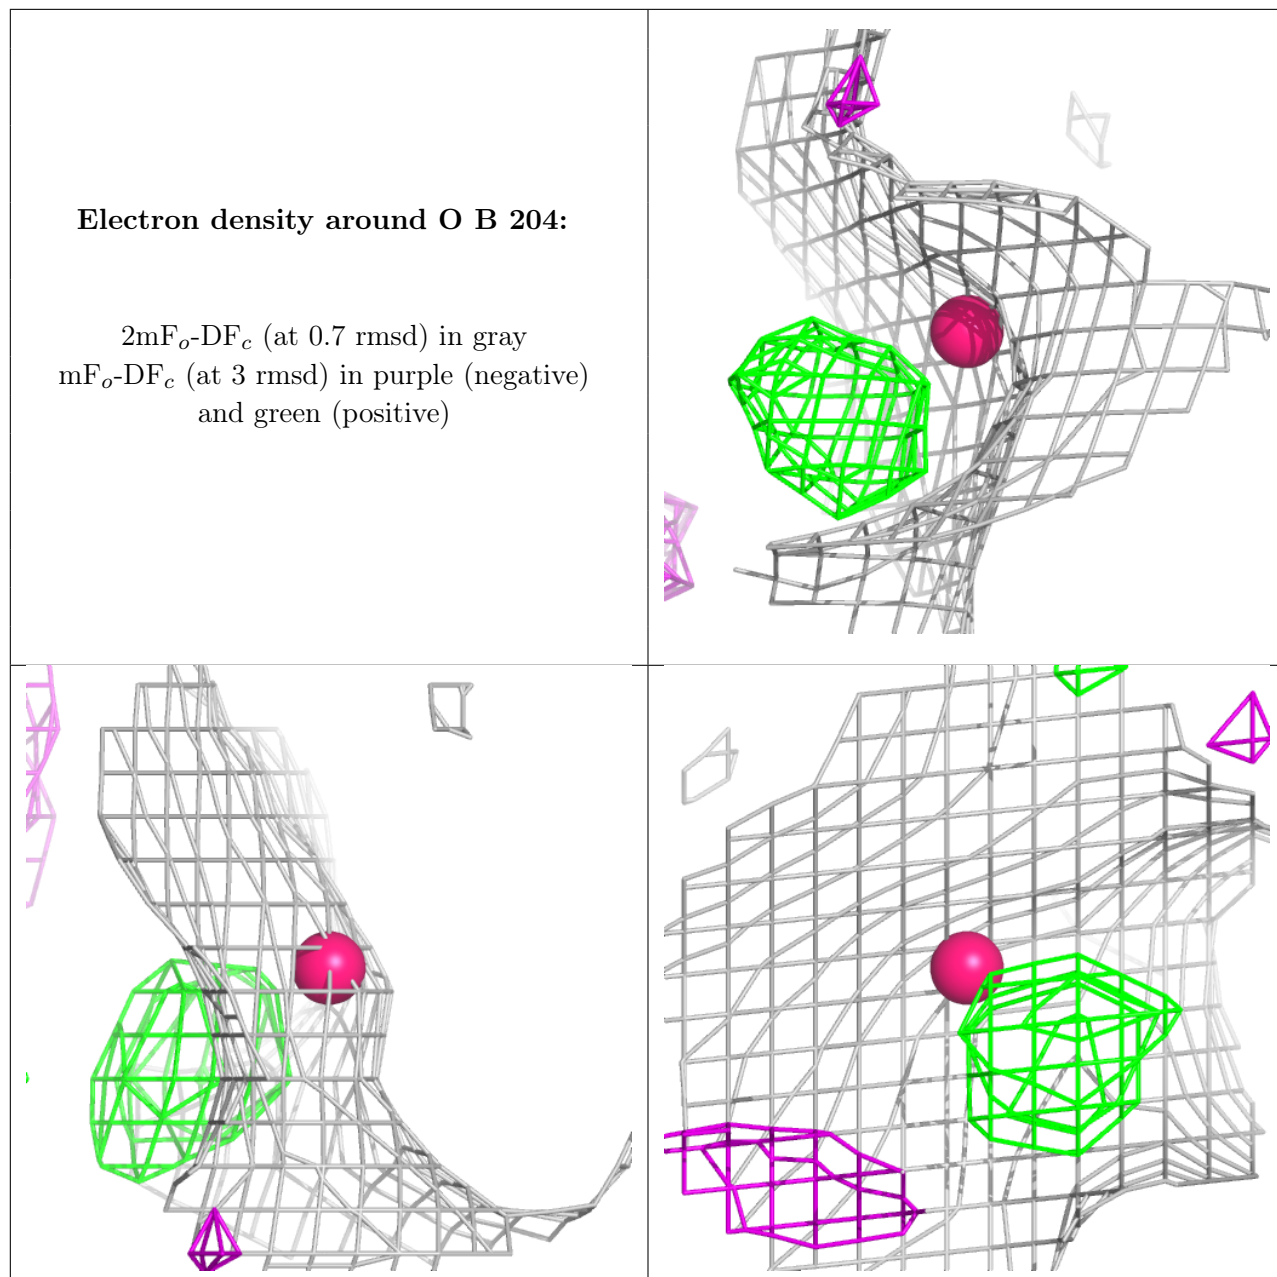 Electron density around O B 204:
2mFo-DFc (at 0.7 rmsd) in gray
mFo-DFc (at 3 rmsd) in purple (negative)
and green (positive)